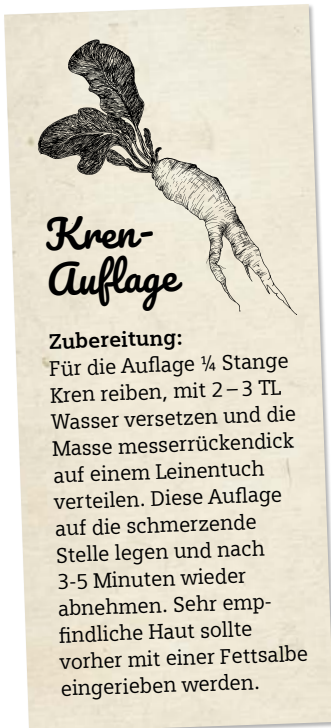 Kren-
Auflage
Zubereitung:
Für die Auflage ¼ Stange
Kren reiben, mit 2–3 TL
Wasser versetzen und die
Masse messerrückendick
auf einem Leinentuch
verteilen. Diese Auflage
auf die schmerzende
Stelle legen und nach
3-5 Minuten wieder
abnehmen. Sehr emp-
findliche Haut sollte
vorher mit einer Fettsalbe
eingerieben werden.